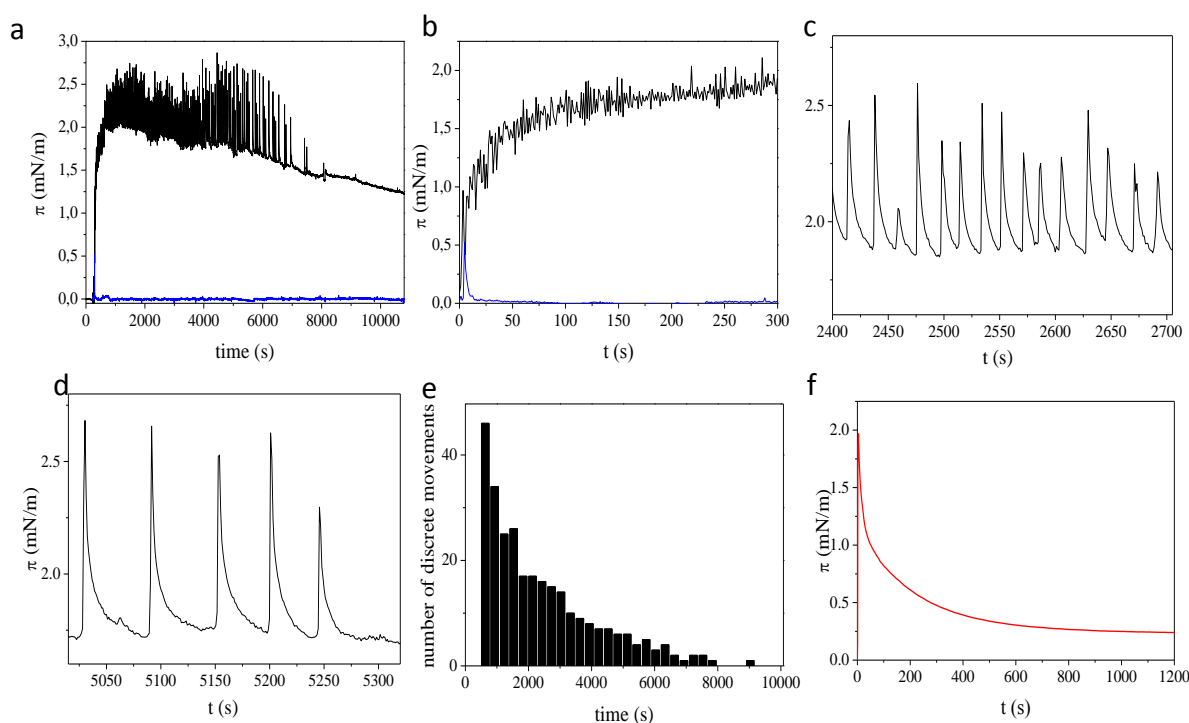 a
3,0
2,5
2,0
1,5
1,0
0,5
0,0
π (mN/m)
0 2000 4000 6000 8000 10000
time (s)
b
2,0
1,5
1,0
0,5
0,0
π (mN/m)
0 50 100 150 200 250 300
t (s)
c
2.5
2.0
π (mN/m)
2400 2450 2500 2550 2600 2650 2700
t (s)
d
2.5
2.0
π (mN/m)
5050 5100 5150 5200 5250 5300
t (s)
e
40
20
0
number of discrete movements
0 2000 4000 6000 8000 10000
time (s)
f
2.0
1.5
1.0
0.5
0.0
π (mN/m)
0 200 400 600 800 1000 1200
t (s)